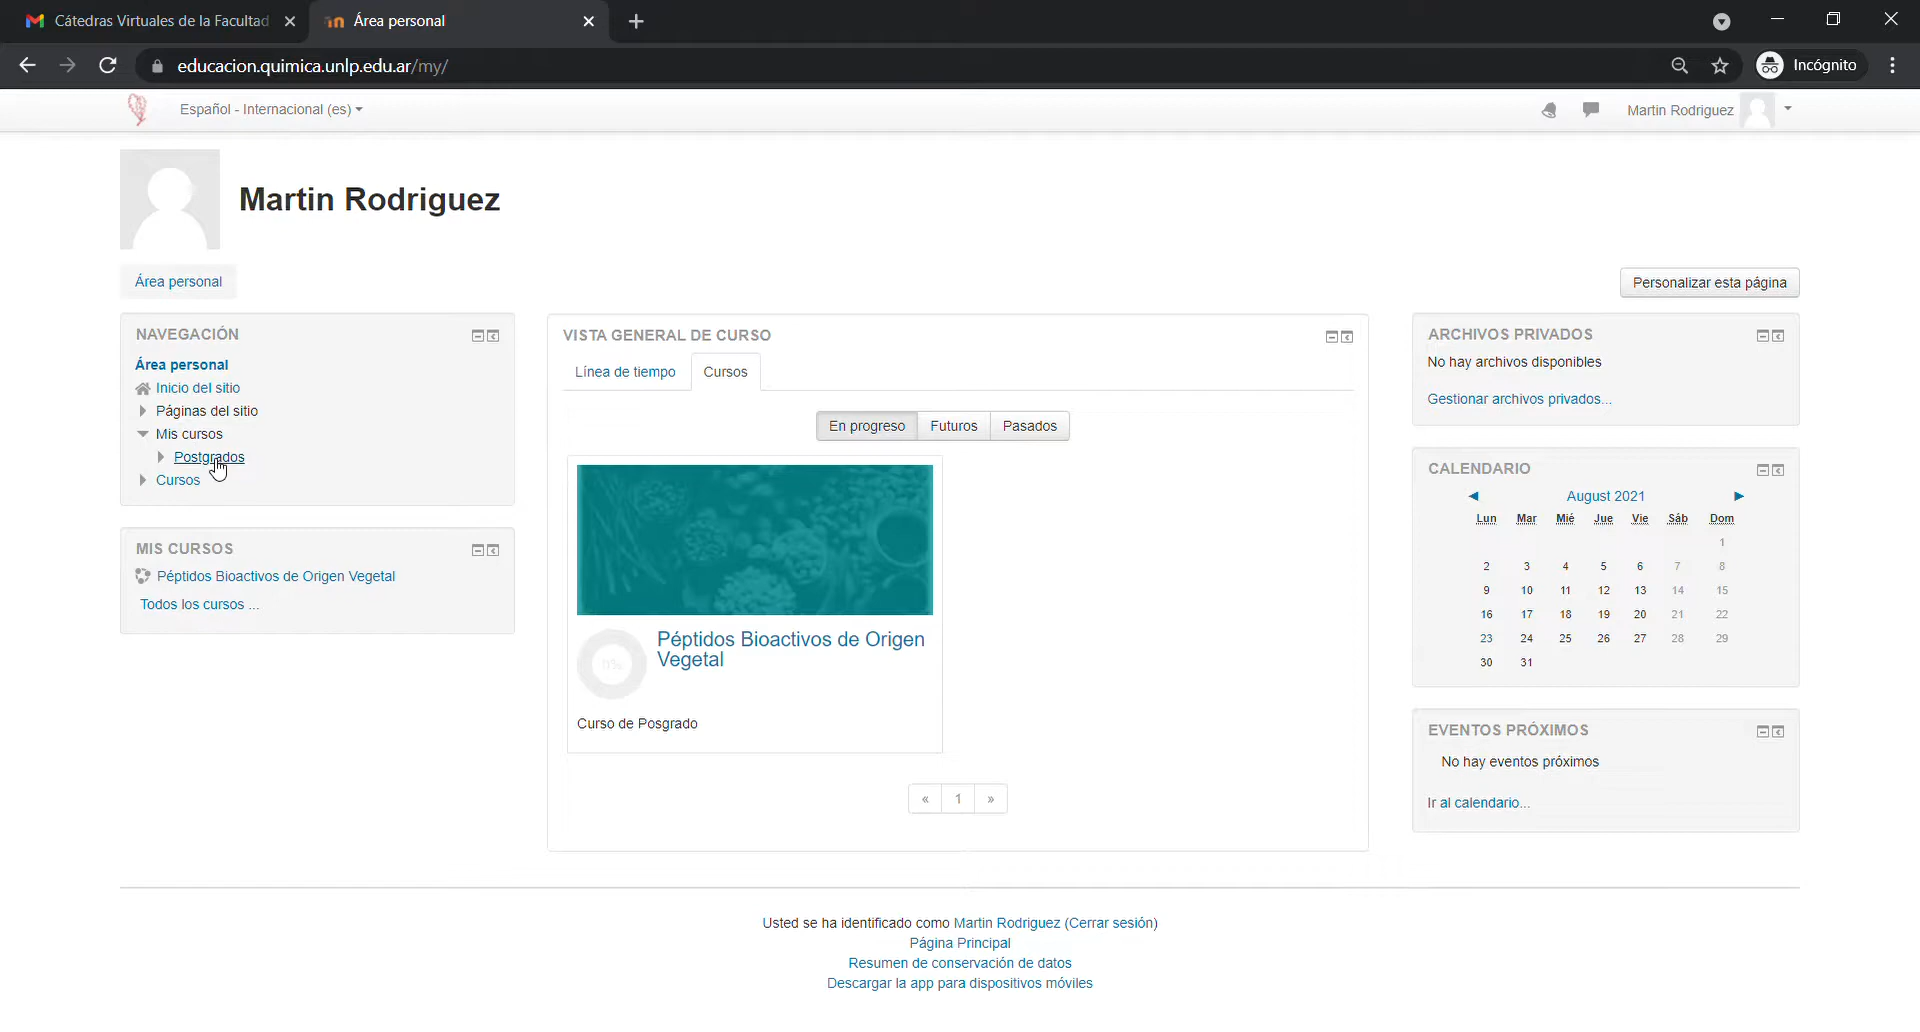 Cátedras Virtuales de la Facultad
Área personal
educacion.quimica.unlp.edu.ar/my/
Incógnito
Español - Internacional (es)
Martin Rodriguez
Martin Rodriguez
Área personal
Personalizar esta página
NAVEGACIÓN
Área personal
Inicio del sitio
Páginas del sitio
Mis cursos
Postgrados
Cursos
MIS CURSOS
Péptidos Bioactivos de Origen Vegetal
Todos los cursos ...
VISTA GENERAL DE CURSO
Línea de tiempo
Cursos
En progreso
Futuros
Pasados
0%
Péptidos Bioactivos de Origen
Vegetal
Curso de Posgrado
« 1 »
ARCHIVOS PRIVADOS
No hay archivos disponibles
Gestionar archivos privados...
CALENDARIO
◄ August 2021 ►
Lun Mar Mié Jue Vie Sáb Dom
1
2 3 4 5 6 7 8
9 10 11 12 13 14 15
16 17 18 19 20 21 22
23 24 25 26 27 28 29
30 31
EVENTOS PRÓXIMOS
No hay eventos próximos
Ir al calendario...
Usted se ha identificado como Martin Rodriguez (Cerrar sesión)
Página Principal
Resumen de conservación de datos
Descargar la app para dispositivos móviles